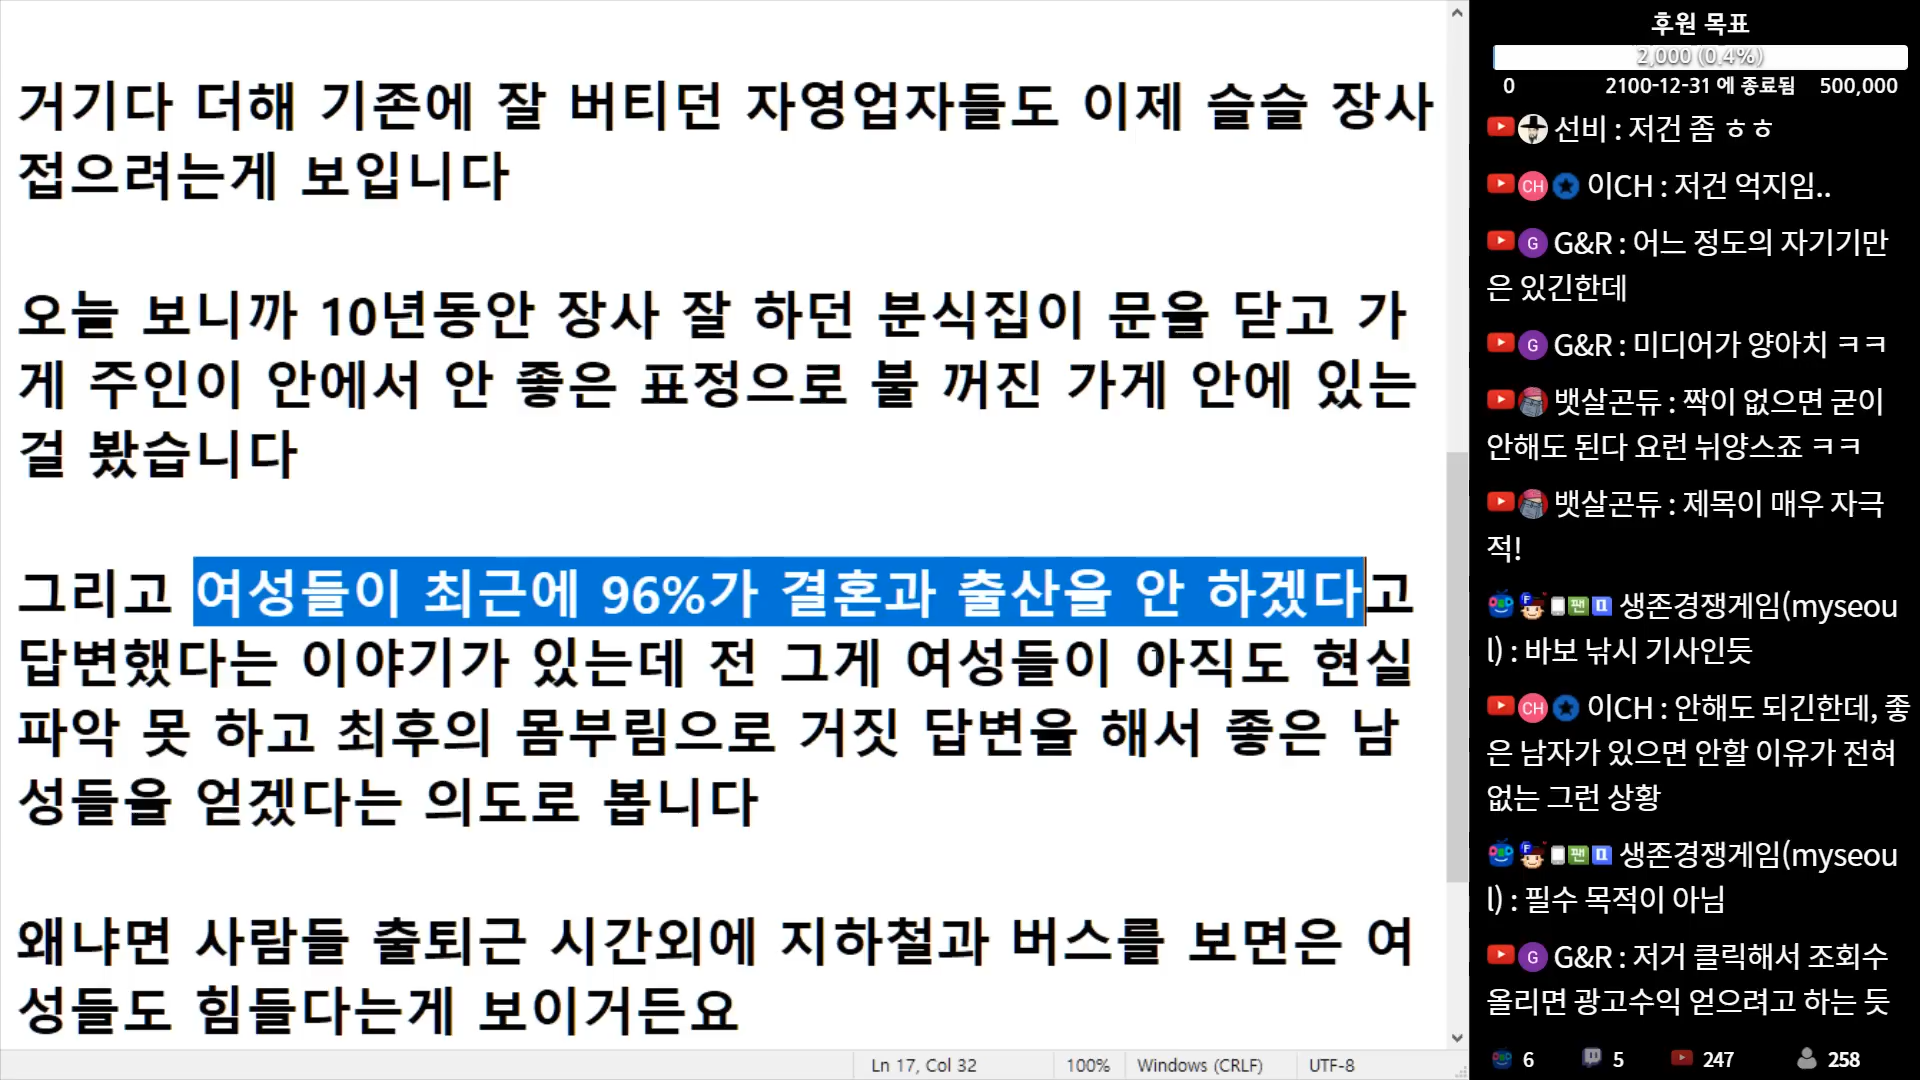 거기다 더해 기존에 잘 버티던 자영업자들도 이제 슬슬 장사
접으려는게 보입니다
오늘 보니까 10년동안 장사 잘 하던 분식집이 문을 닫고 가
게 주인이 안에서 안 좋은 표정으로 불 꺼진 가게 안에 있는
걸 봤습니다
그리고 여성들이 최근에 96%가 결혼과 출산을 안 하겠다고
답변했다는 이야기가 있는데 전 그게 여성들이 아직도 현실
파악 못 하고 최후의 몸부림으로 거짓 답변을 해서 좋은 남
성들을 얻겠다는 의도로 봅니다
왜냐면 사람들 출퇴근 시간외에 지하철과 버스를 보면은 여
성들도 힘들다는게 보이거든요
Ln 17, Col 32
100%
Windows (CRLF)
UTF-8
후원 목표
2,000 (0.4%)
0 2100-12-31 에 종료됨 500,000
선비 : 저건 좀 ㅎㅎ
CH 이CH : 저건 억지임..
G G&R : 어느 정도의 자기기만
은 있긴한데
G G&R : 미디어가 양아치 ㅋㅋ
뱃살곤듀 : 짝이 없으면 굳이
안해도 된다 요런 뉘앙스죠 ㅋㅋ
뱃살곤듀 : 제목이 매우 자극
적!
F 팬 생존경쟁게임(myseou
l) : 바보 낚시 기사인듯
CH 이CH : 안해도 되긴한데, 좋
은 남자가 있으면 안할 이유가 전혀
없는 그런 상황
F 팬 생존경쟁게임(myseou
l) : 필수 목적이 아님
G G&R : 저거 클릭해서 조회수
올리면 광고수익 얻으려고 하는 듯
6 5 247 258